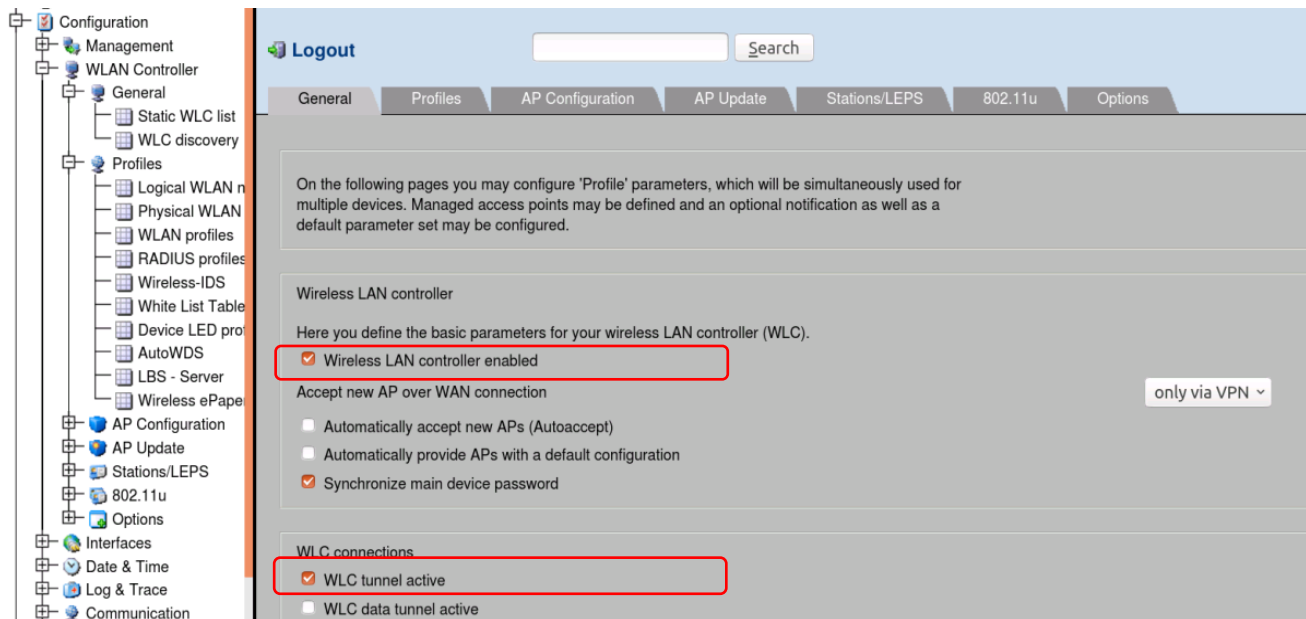 Configuration
Management
WLAN Controller
General
Static WLC list
WLC discovery
Profiles
Logical WLAN n
Physical WLAN
WLAN profiles
RADIUS profiles
Wireless-IDS
White List Table
Device LED prof
AutoWDS
LBS - Server
Wireless ePaper
AP Configuration
AP Update
Stations/LEPS
802.11u
Options
Interfaces
Date & Time
Log & Trace
Communication
Logout
Search
General Profiles AP Configuration AP Update Stations/LEPS 802.11u Options
On the following pages you may configure 'Profile' parameters, which will be simultaneously used for
multiple devices. Managed access points may be defined and an optional notification as well as a
default parameter set may be configured.
Wireless LAN controller
Here you define the basic parameters for your wireless LAN controller (WLC).
Wireless LAN controller enabled
Accept new AP over WAN connection only via VPN
Automatically accept new APs (Autoaccept)
Automatically provide APs with a default configuration
Synchronize main device password
WLC connections
WLC tunnel active
WLC data tunnel active